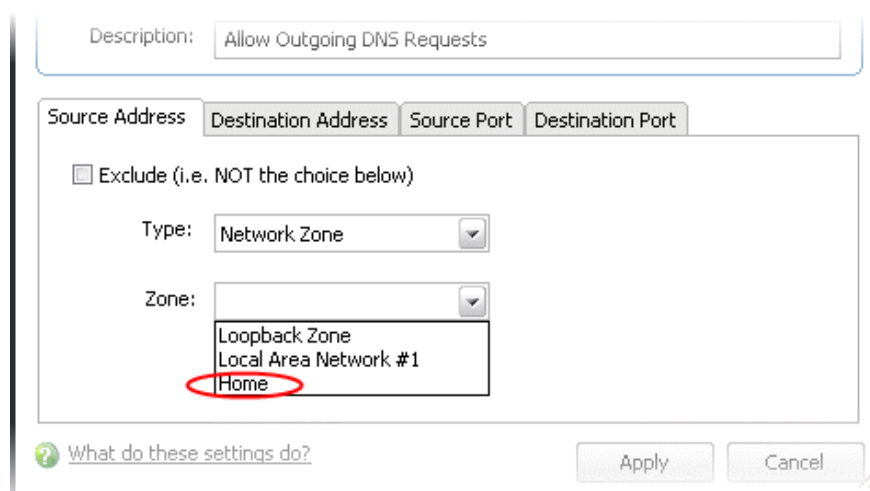 Description: Allow Outgoing DNS Requests
Source Address Destination Address Source Port Destination Port
Exclude (i.e. NOT the choice below)
Type: Network Zone
Zone:
Loopback Zone
Local Area Network #1
Home
What do these settings do? Apply Cancel